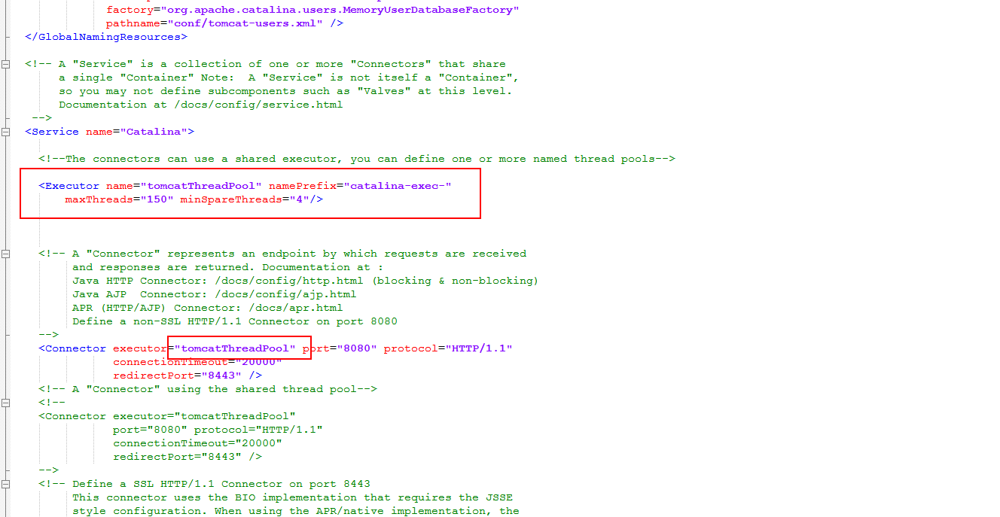 factory="org.apache.catalina.users.MemoryUserDatabaseFactory"
pathname="conf/tomcat-users.xml" />
</GlobalNamingResources>
<!-- A "Service" is a collection of one or more "Connectors" that share
a single "Container" Note:  A "Service" is not itself a "Container",
so you may not define subcomponents such as "Valves" at this level.
Documentation at /docs/config/service.html
-->
<Service name="Catalina">
<!--The connectors can use a shared executor, you can define one or more named thread pools-->
<Executor name="tomcatThreadPool" namePrefix="catalina-exec-"
maxThreads="150" minSpareThreads="4"/>
<!-- A "Connector" represents an endpoint by which requests are received
and responses are returned. Documentation at :
Java HTTP Connector: /docs/config/http.html (blocking & non-blocking)
Java AJP  Connector: /docs/config/ajp.html
APR (HTTP/AJP) Connector: /docs/apr.html
Define a non-SSL HTTP/1.1 Connector on port 8080
-->
<Connector executor="tomcatThreadPool" port="8080" protocol="HTTP/1.1"
connectionTimeout="20000"
redirectPort="8443" />
<!-- A "Connector" using the shared thread pool-->
<!--
<Connector executor="tomcatThreadPool"
port="8080" protocol="HTTP/1.1"
connectionTimeout="20000"
redirectPort="8443" />
-->
<!-- Define a SSL HTTP/1.1 Connector on port 8443
This connector uses the BIO implementation that requires the JSSE
style configuration. When using the APR/native implementation, the